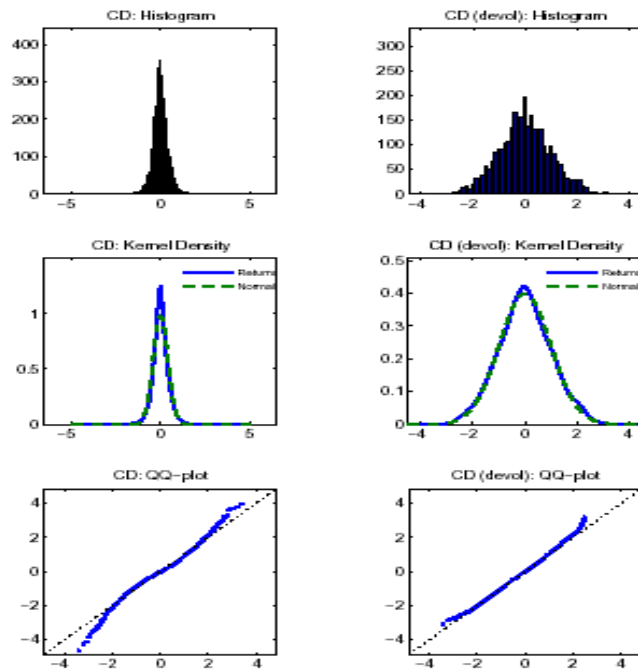 CD: Histogram
400
300
200
100
0
−5 0 5
CD (devol): Histogram
300
250
200
150
100
50
0
−4 −2 0 2 4
CD: Kernel Density
Returns
Normal
1
0.5
0
−5 0 5
CD (devol): Kernel Density
0.5
Returns
Normal
0.4
0.3
0.2
0.1
0
−4 −2 0 2 4
CD: QQ−plot
4
2
0
−2
−4
−4 −2 0 2 4
CD (devol): QQ−plot
4
2
0
−2
−4
−4 −2 0 2 4